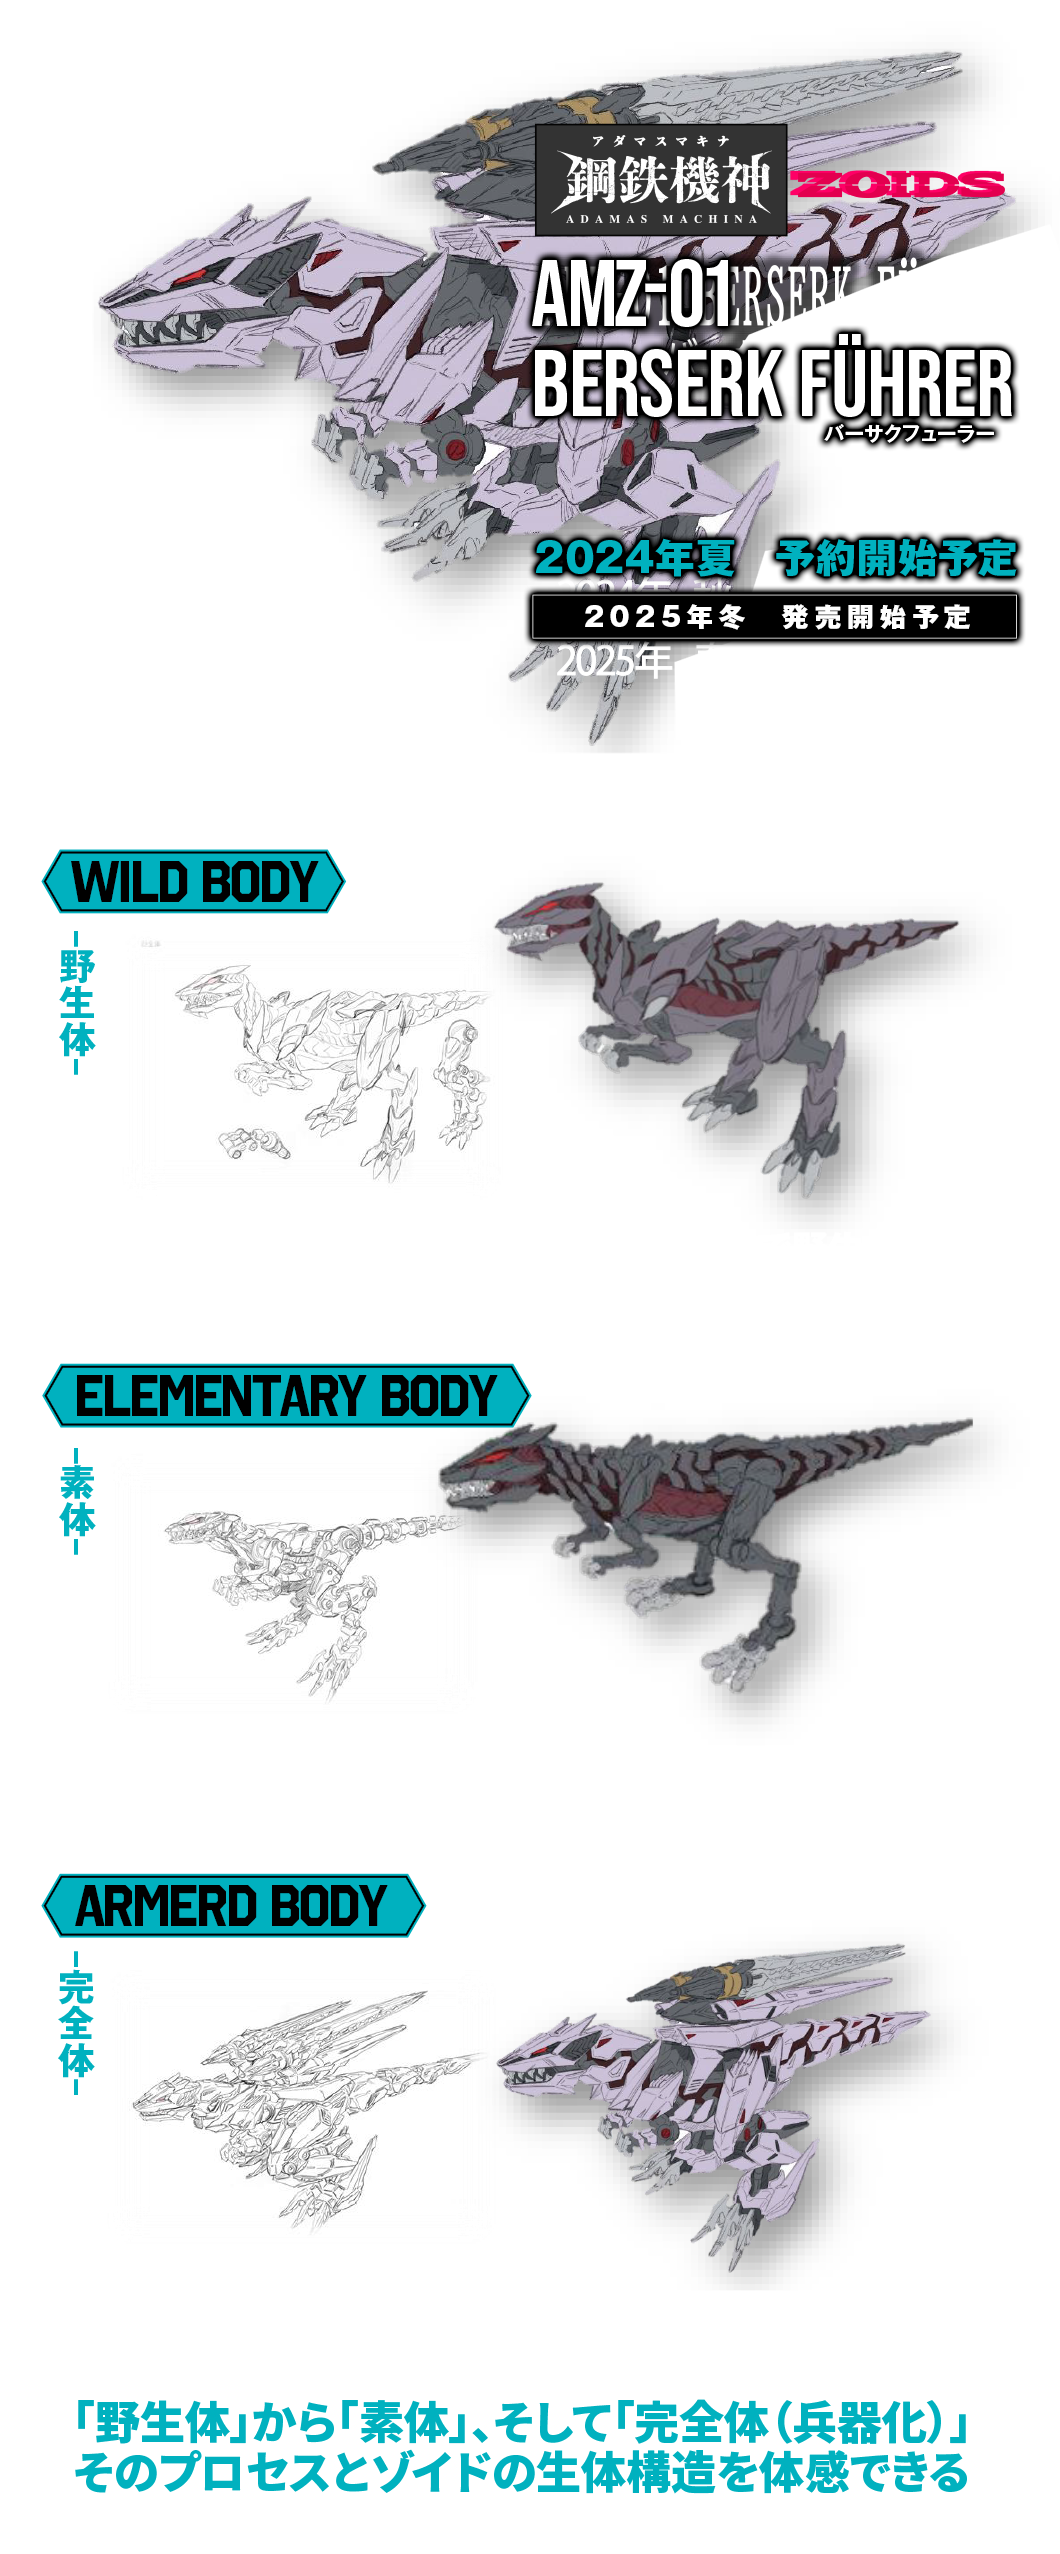 アダマスマキナ
鋼鉄機神
ADAMAS MACHINA
ZOIDS
AMZ-01
BERSERK FÜHRER
バーサクフューラー
2024年夏 予約開始予定
2025年冬 発売開始予定
2025年
WILD BODY
-野生体-
ELEMENTARY BODY
-素体-
ARMERD BODY
-完全体-
「野生体」から「素体」、そして「完全体(兵器化)」
そのプロセスとゾイドの生体構造を体感できる